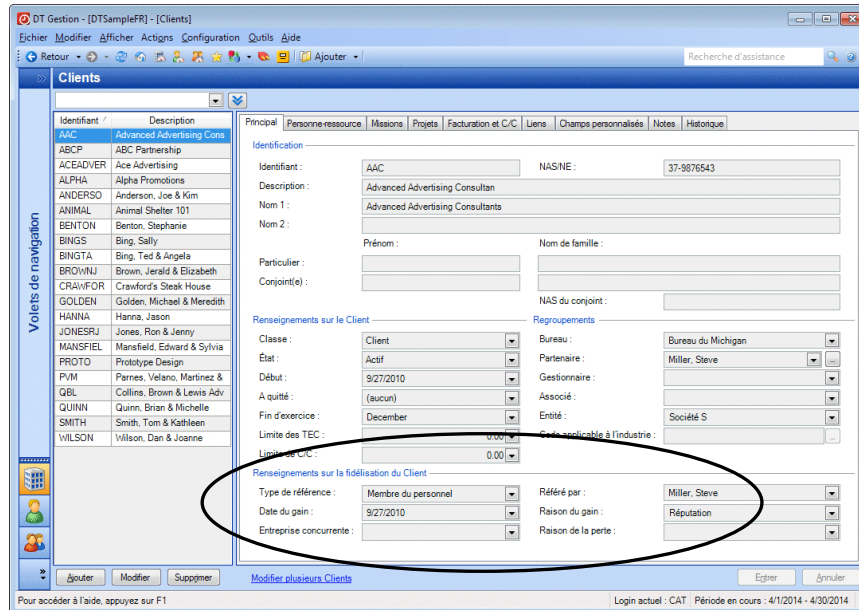 DT Gestion - [DTSampleFR] - [Clients]
Fichier Modifier Afficher Actions Configuration Outils Aide
Retour Ajouter Recherche d'assistance
Clients
Volets de navigation
Identifiant Description
AAC Advanced Advertising Cons
ABCP ABC Partnership
ACEADVER Ace Advertising
ALPHA Alpha Promotions
ANDERSO Anderson, Joe & Kim
ANIMAL Animal Shelter 101
BENTON Benton, Stephanie
BINGS Bing, Sally
BINGTA Bing, Ted & Angela
BROWNJ Brown, Jerald & Elizabeth
CRAWFOR Crawford's Steak House
GOLDEN Golden, Michael & Meredith
HANNA Hanna, Jason
JONESRJ Jones, Ron & Jenny
MANSFIEL Mansfield, Edward & Sylvia
PROTO Prototype Design
PVM Parnes, Velano, Martinez &
QBL Collins, Brown & Lewis Adv
QUINN Quinn, Brian & Michelle
SMITH Smith, Tom & Kathleen
WILSON Wilson, Dan & Joanne
Principal Personne-ressource Missions Projets Facturation et C/C Liens Champs personnalisés Notes Historique
Identification
Identifiant : AAC NAS/NE : 37-9876543
Description : Advanced Advertising Consultan
Nom 1 : Advanced Advertising Consultants
Nom 2 :
Prénom : Nom de famille :
Particulier :
Conjoint(e) :
NAS du conjoint :
Renseignements sur le Client Regroupements
Classe : Client Bureau : Bureau du Michigan
État : Actif Partenaire : Miller, Steve
Début : 9/27/2010 Gestionnaire :
A quitté : (aucun) Associé :
Fin d'exercice : December Entité : Société S
Limite des TEC : 0.00 Code applicable à l'industrie :
Limite de C/C : 0.00
Renseignements sur la fidélisation du Client
Type de référence : Membre du personnel Référé par : Miller, Steve
Date du gain : 9/27/2010 Raison du gain : Réputation
Entreprise concurrente : Raison de la perte :
Ajouter Modifier Supprimer Modifier plusieurs Clients Entrer Annuler
Pour accéder à l'aide, appuyez sur F1 Login actuel : CAT Période en cours : 4/1/2014 - 4/30/2014